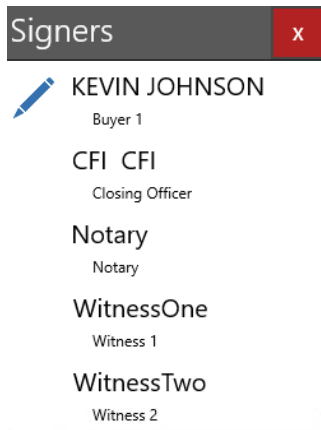 Signers
x
KEVIN JOHNSON
Buyer 1
CFI CFI
Closing Officer
Notary
Notary
WitnessOne
Witness 1
WitnessTwo
Witness 2